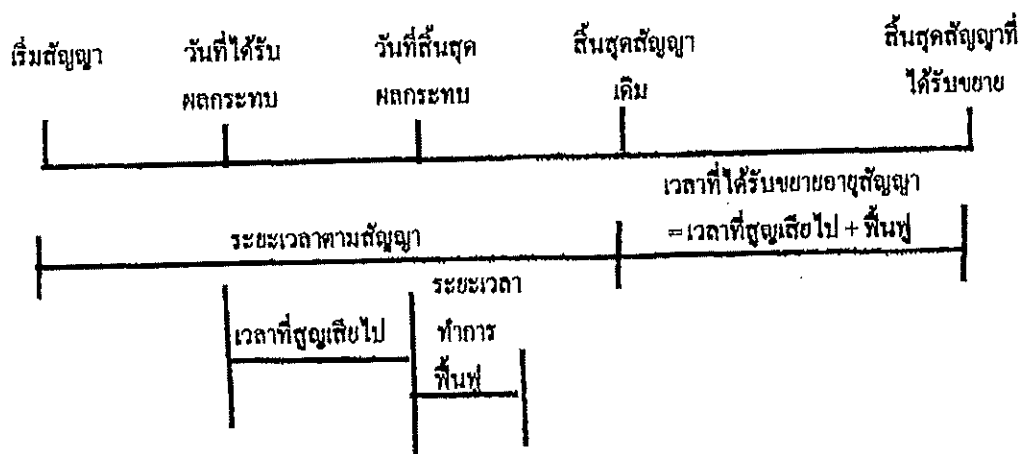 เริ่มสัญญา
วันที่ได้รับ
ผลกระทบ
วันที่สิ้นสุด
ผลกระทบ
สิ้นสุดสัญญา
เดิม
สิ้นสุดสัญญาที่
ได้รับขยาย
เวลาที่ได้รับขยายอายุสัญญา
=เวลาที่สูญเสียไป + ฟื้นฟู
ระยะเวลาตามสัญญา
เวลาที่สูญเสียไป
ระยะเวลา
ทำการ
ฟื้นฟู